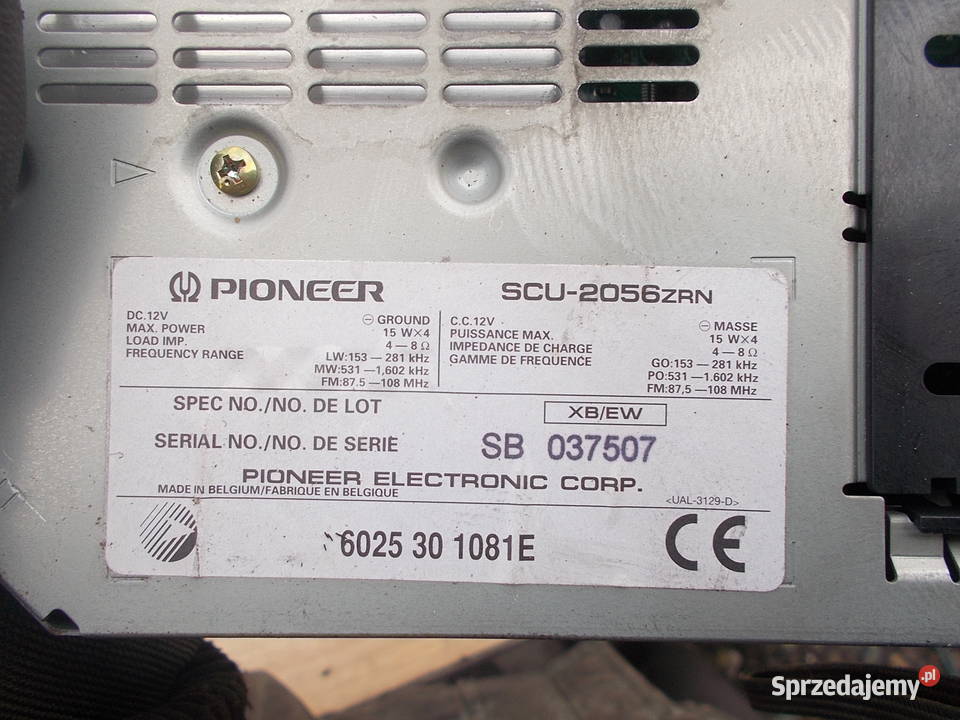 PIONEER SCU-2056ZRN
DC.12V ⊖ GROUND
MAX. POWER 15 W×4
LOAD IMP. 4—8 Ω
FREQUENCY RANGE LW:153—281 kHz
MW:531—1,602 kHz
FM:87.5—108 MHz
C.C.12V ⊖ MASSE
PUISSANCE MAX. 15 W×4
IMPEDANCE DE CHARGE 4—8 Ω
GAMME DE FREQUENCE GO:153—281 kHz
PO:531—1.602 kHz
FM:87,5—108 MHz
SPEC NO./NO. DE LOT XB/EW
SERIAL NO./NO. DE SERIE SB 037507
PIONEER ELECTRONIC CORP.
MADE IN BELGIUM/FABRIQUE EN BELGIQUE <UAL-3129-D>
6025 30 1081E CE
Sprzedajemy.pl